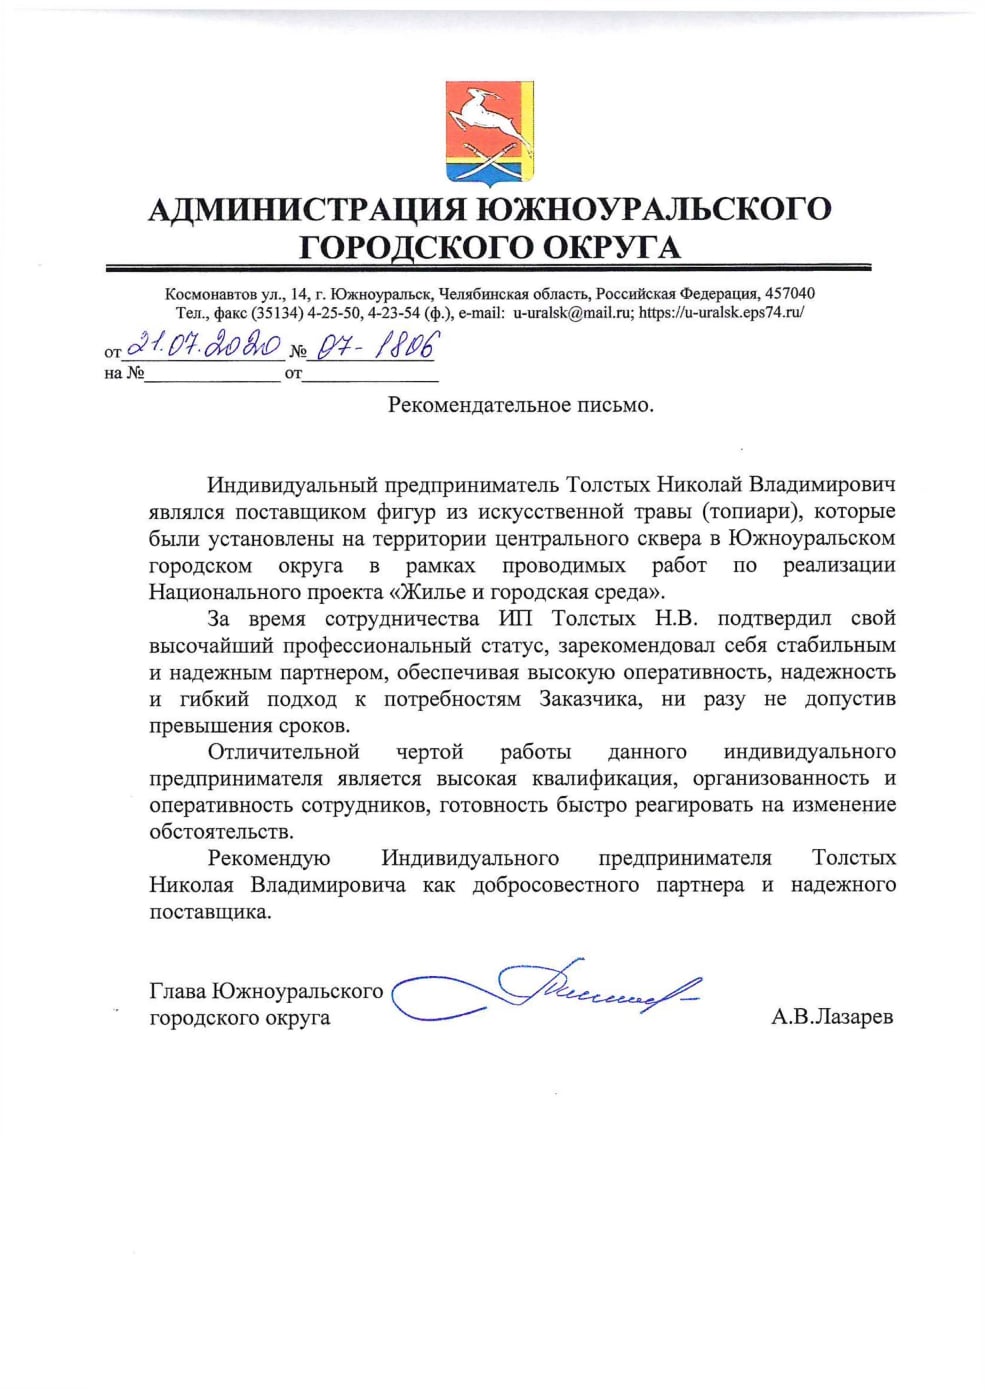 АДМИНИСТРАЦИЯ ЮЖНОУРАЛЬСКОГО
ГОРОДСКОГО ОКРУГА
Космонавтов ул., 14, г. Южноуральск, Челябинская область, Российская Федерация, 457040
Тел., факс (35134) 4-25-50, 4-23-54 (ф.), e-mail: u-uralsk@mail.ru; https://u-uralsk.eps74.ru/
от 21.07.2020 № 07-1806
на №_______________ от_______________
Рекомендательное письмо.
Индивидуальный предприниматель Толстых Николай Владимирович
являлся поставщиком фигур из искусственной травы (топиари), которые
были установлены на территории центрального сквера в Южноуральском
городском округа в рамках проводимых работ по реализации
Национального проекта «Жилье и городская среда».
За время сотрудничества ИП Толстых Н.В. подтвердил свой
высочайший профессиональный статус, зарекомендовал себя стабильным
и надежным партнером, обеспечивая высокую оперативность, надежность
и гибкий подход к потребностям Заказчика, ни разу не допустив
превышения сроков.
Отличительной чертой работы данного индивидуального
предпринимателя является высокая квалификация, организованность и
оперативность сотрудников, готовность быстро реагировать на изменение
обстоятельств.
Рекомендую Индивидуального предпринимателя Толстых
Николая Владимировича как добросовестного партнера и надежного
поставщика.
Глава Южноуральского
городского округа А.В.Лазарев